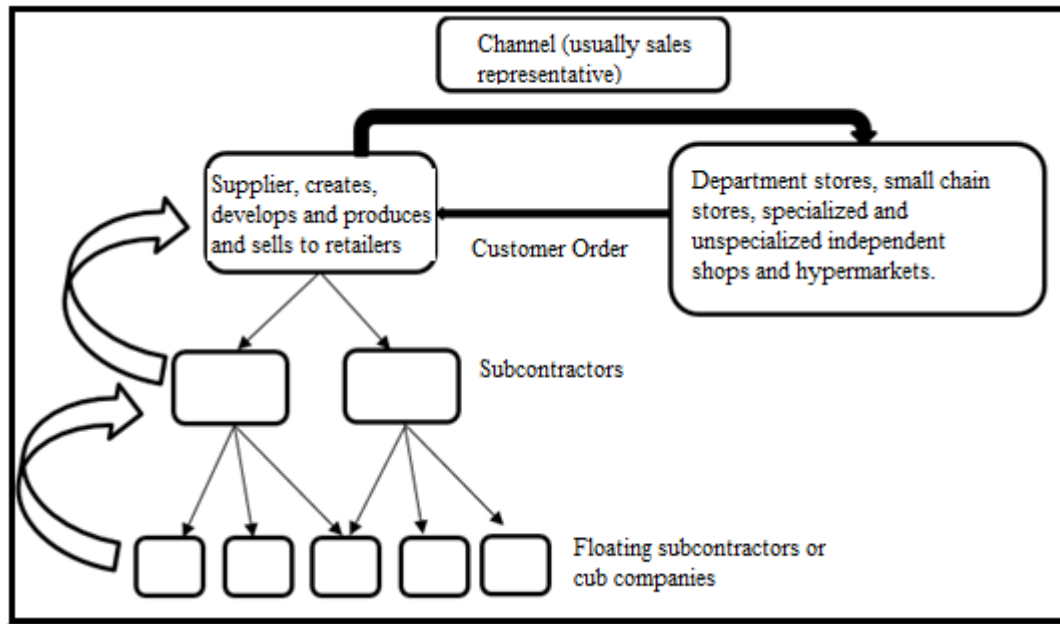 Channel (usually sales
representative)
Supplier, creates,
develops and produces
and sells to retailers
Department stores, small chain
stores, specialized and
unspecialized independent
shops and hypermarkets.
Customer Order
Subcontractors
Floating subcontractors or
cub companies